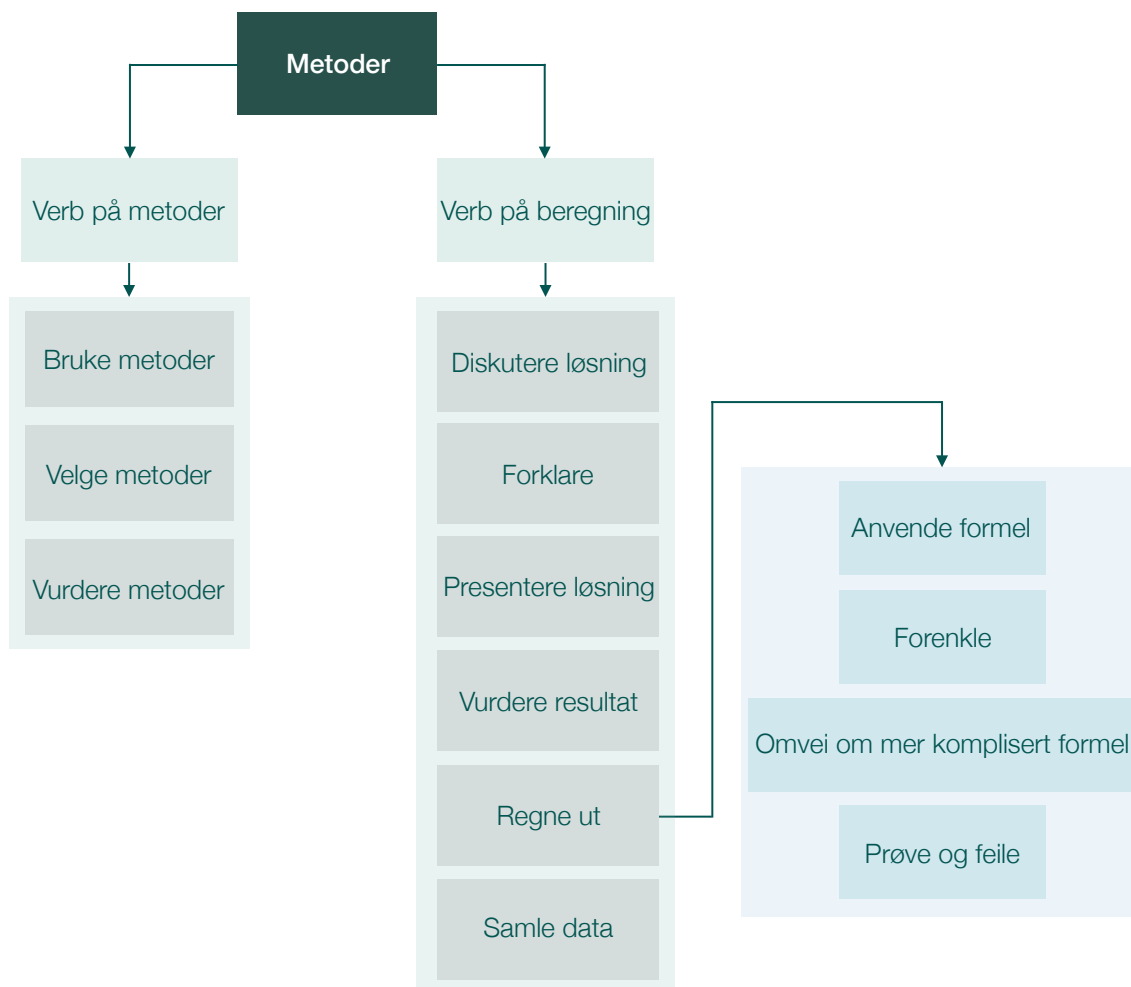 Metoder
Verb på metoder
Verb på beregning
Bruke metoder
Velge metoder
Vurdere metoder
Diskutere løsning
Forklare
Presentere løsning
Vurdere resultat
Regne ut
Samle data
Anvende formel
Forenkle
Omvei om mer komplisert formel
Prøve og feile